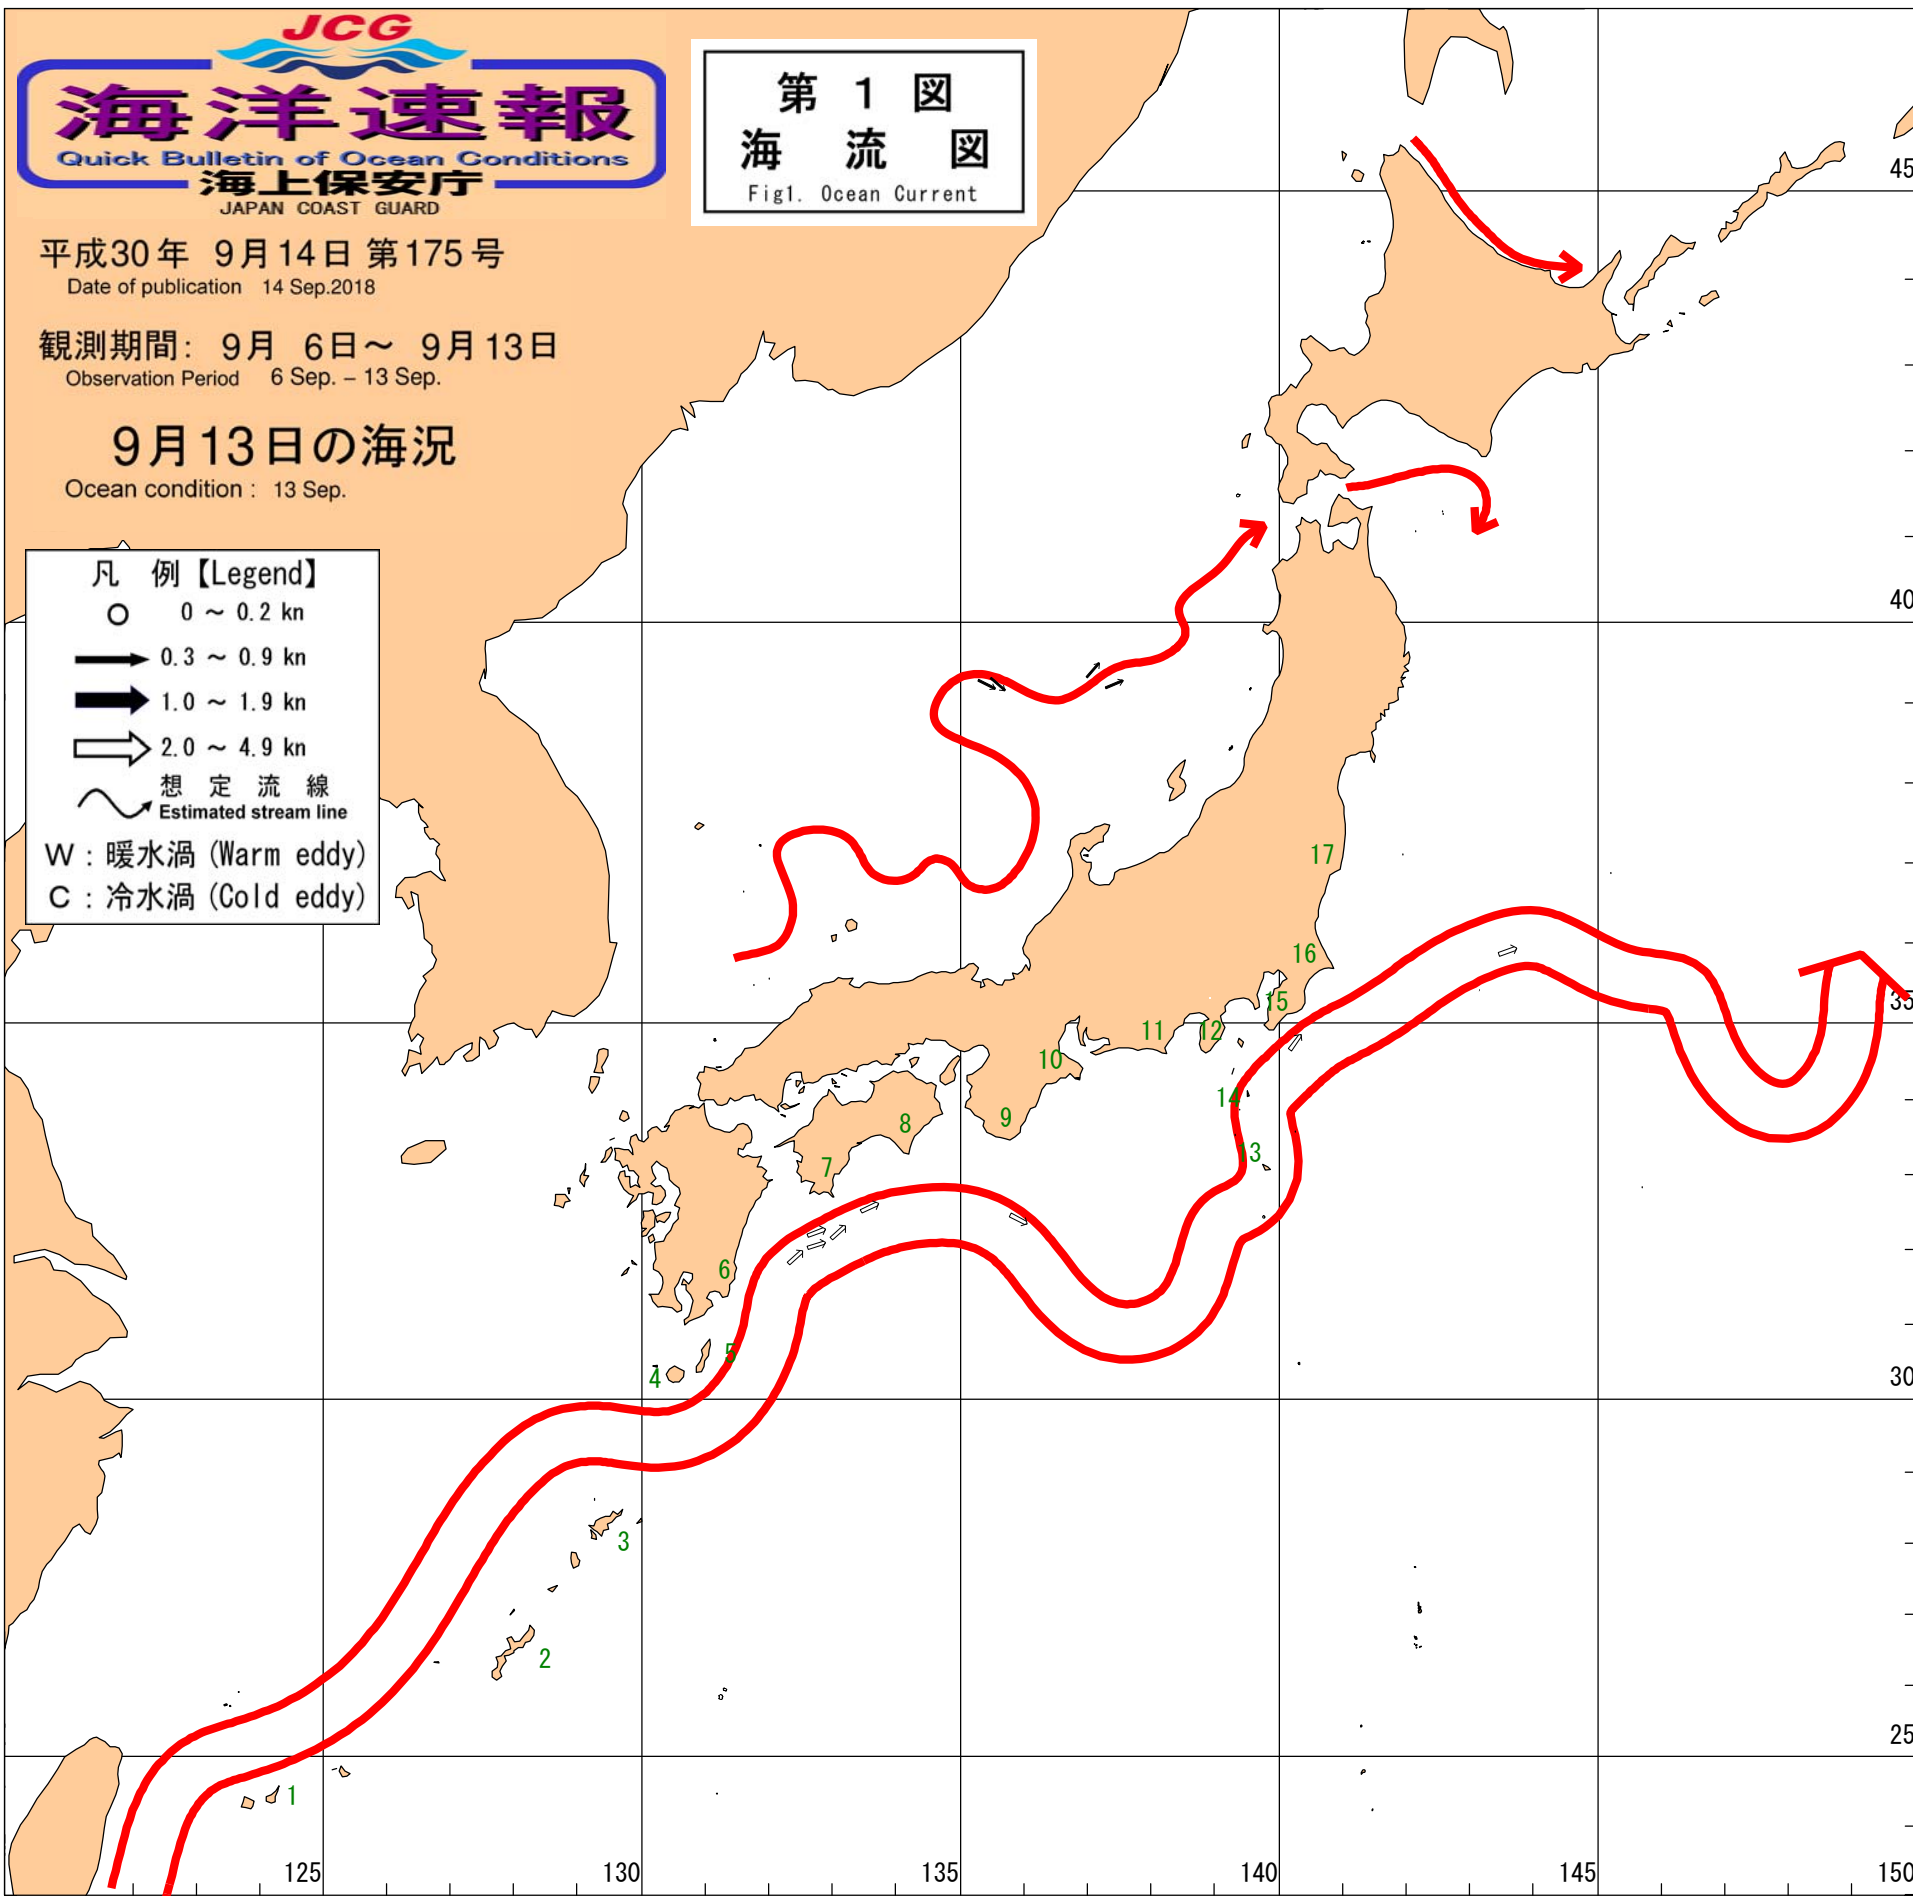 JCG
海洋速報
Quick Bulletin of Ocean Conditions
海上保安庁
JAPAN COAST GUARD
第 1 図
海 流 図
Fig1. Ocean Current
平成30年 9月14日 第175号
Date of publication 14 Sep.2018
観測期間: 9月 6日～ 9月13日
Observation Period 6 Sep. – 13 Sep.
9月13日の海況
Ocean condition : 13 Sep.
凡 例【Legend】
0 ～ 0.2 kn
0.3 ～ 0.9 kn
1.0 ～ 1.9 kn
2.0 ～ 4.9 kn
想 定 流 線
Estimated stream line
W : 暖水渦 (Warm eddy)
C : 冷水渦 (Cold eddy)
45
40
17
16
35
15
14
13
12
11
10
9
8
7
6
5
4
30
3
2
25
1
125
130
135
140
145
150